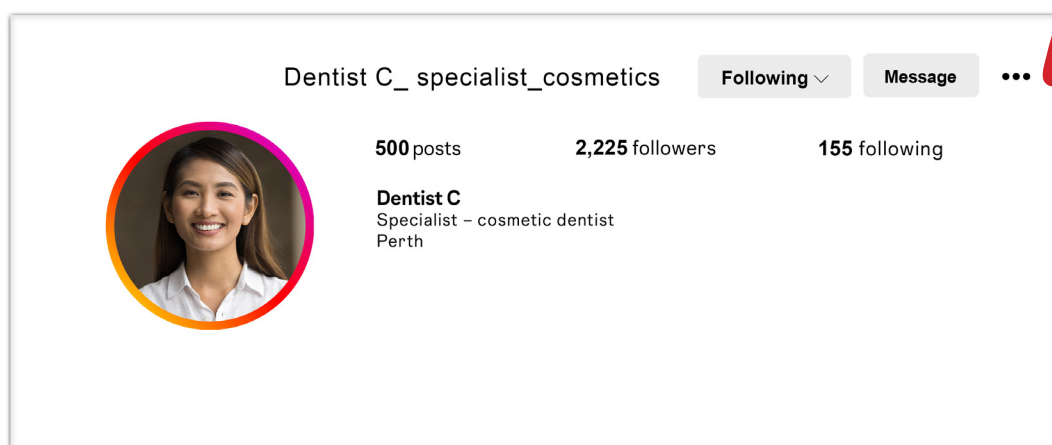 Dentist C_ specialist_cosmetics Following Message
500 posts 2,225 followers 155 following
Dentist C
Specialist – cosmetic dentist
Perth